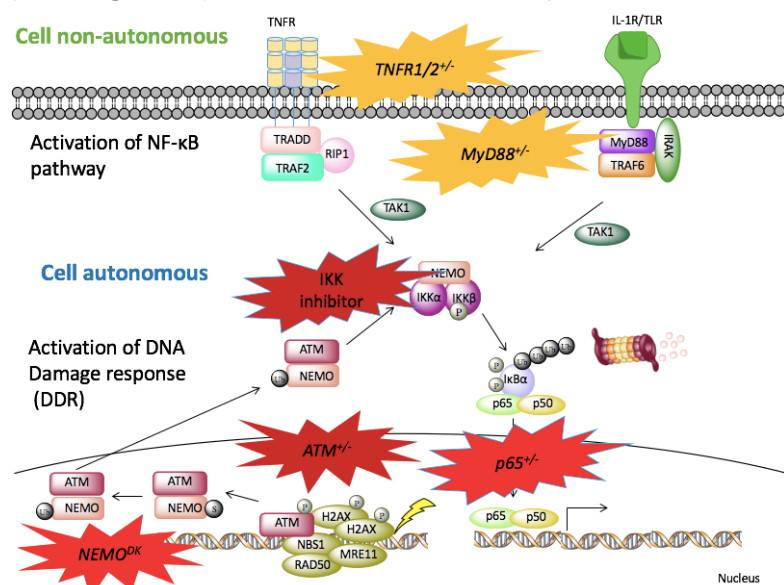 TNFR
IL-1R/TLR
Cell non-autonomous
TNFR1/2+/-
Activation of NF-κB
pathway
TRADD
RIP1
TRAF2
MyD88+/-
MyD88
IRAK
TRAF6
TAK1
TAK1
Cell autonomous
IKK
inhibitor
NEMO
IKKα
IKKβ
P
Activation of DNA
Damage response
(DDR)
ATM
Ub
NEMO
Ub
Ub
Ub
Ub
P
P
IκBα
p65
p50
ATM+/-
p65+/-
ATM
Ub
NEMO
ATM
NEMO
S
P
P
P
H2AX
H2AX
ATM
NBS1
MRE11
RAD50
p65
p50
NEMODK
Nucleus